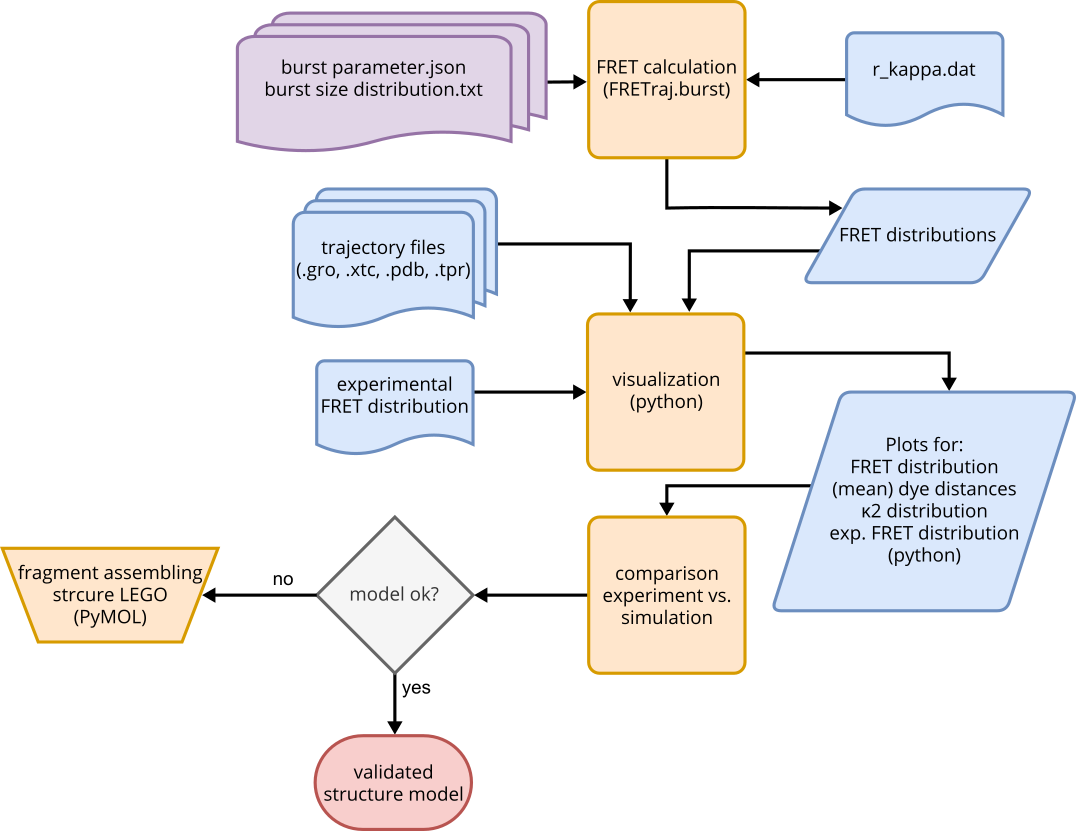 burst parameter.json
burst size distribution.txt
FRET calculation
(FRETraj.burst)
r_kappa.dat
trajectory files
(.gro, .xtc, .pdb, .tpr)
FRET distributions
experimental
FRET distribution
visualization
(python)
Plots for:
FRET distribution
(mean) dye distances
κ2 distribution
exp. FRET distribution
(python)
comparison
experiment vs.
simulation
model ok?
no
fragment assembling
strcure LEGO
(PyMOL)
yes
validated
structure model